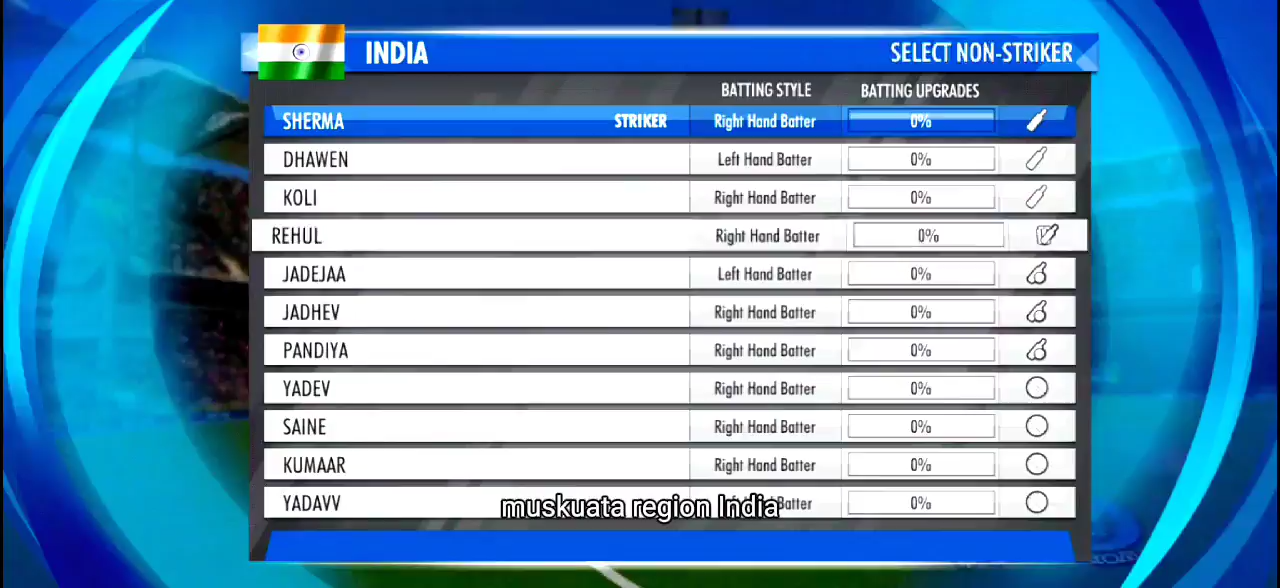 INDIA SELECT NON-STRIKER
BATTING STYLE BATTING UPGRADES
SHERMA STRIKER Right Hand Batter 0%
DHAWEN Left Hand Batter 0%
KOLI Right Hand Batter 0%
REHUL Right Hand Batter 0%
JADEJAA Left Hand Batter 0%
JADHEV Right Hand Batter 0%
PANDIYA Right Hand Batter 0%
YADEV Right Hand Batter 0%
SAINE Right Hand Batter 0%
KUMAAR Right Hand Batter 0%
YADAVV Batter 0%
muskuata region India